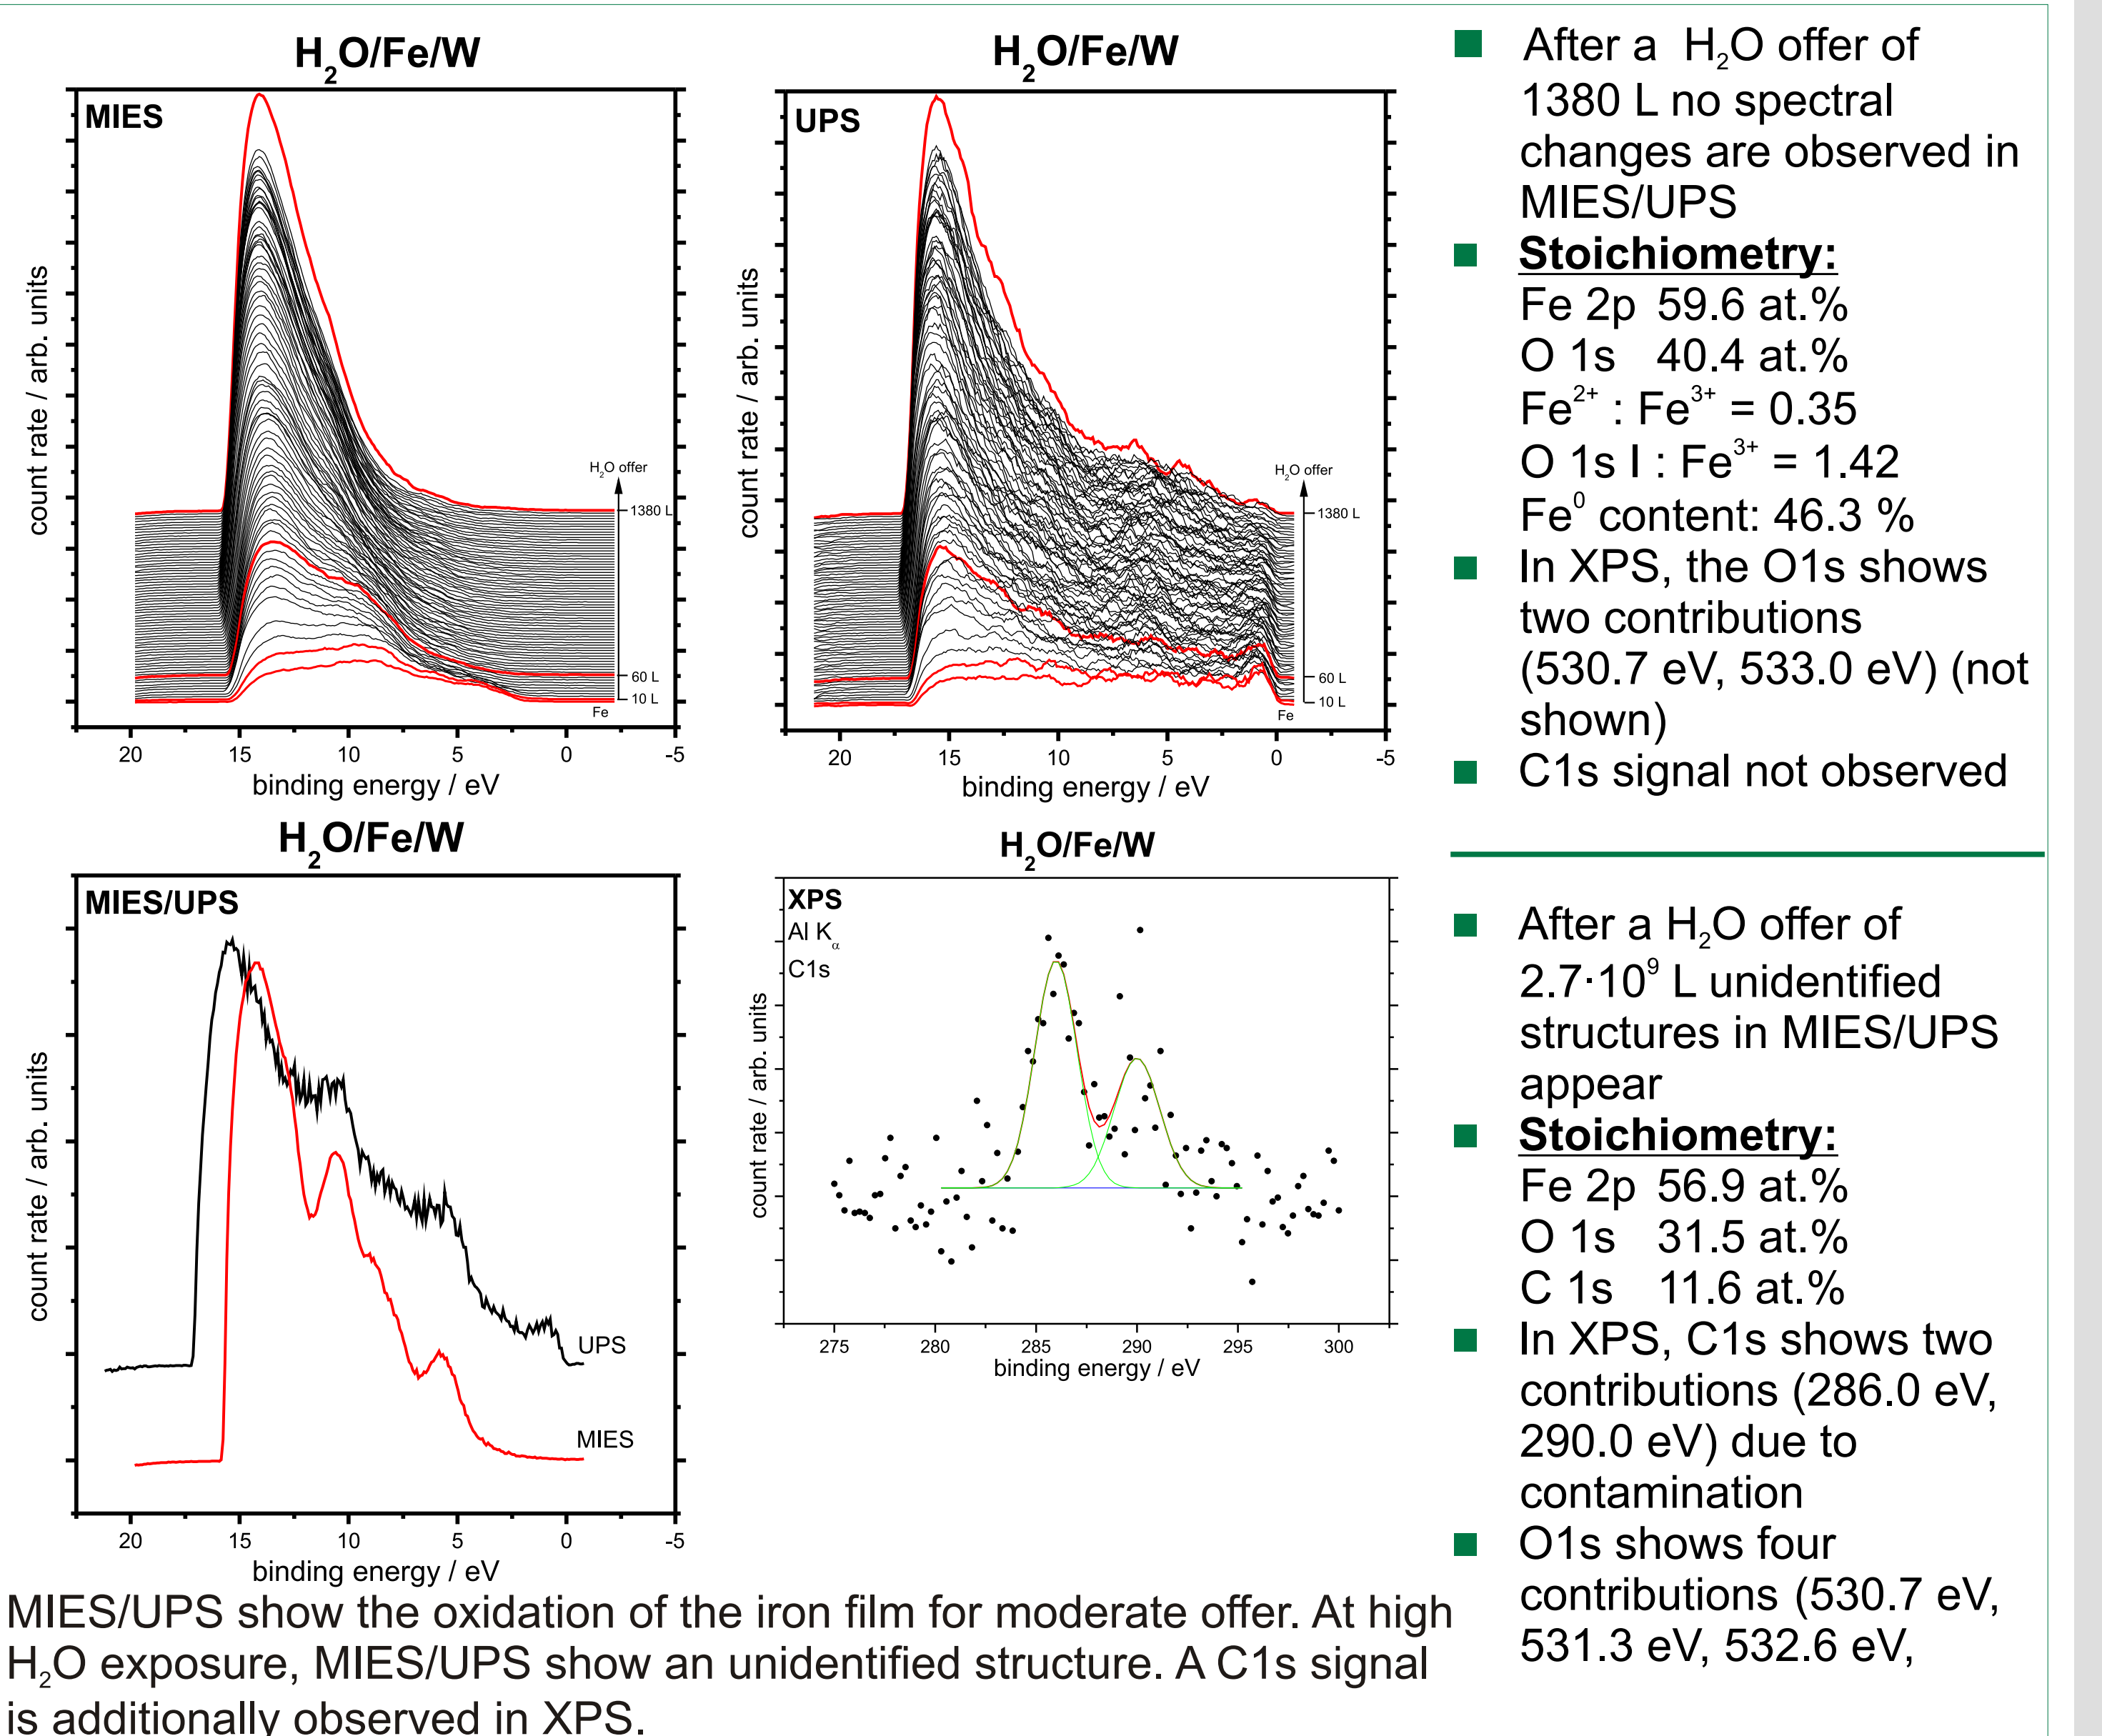 H₂O/Fe/W
MIES
count rate / arb. units
H₂O offer
1380 L
60 L
10 L
Fe
20 15 10 5 0 -5
binding energy / eV
H₂O/Fe/W
UPS
count rate / arb. units
H₂O offer
1380 L
60 L
10 L
Fe
20 15 10 5 0 -5
binding energy / eV
H₂O/Fe/W
MIES/UPS
count rate / arb. units
UPS
MIES
20 15 10 5 0 -5
binding energy / eV
H₂O/Fe/W
XPS
Al Kα
C1s
count rate / arb. units
275 280 285 290 295 300
binding energy / eV
MIES/UPS show the oxidation of the iron film for moderate offer. At high
H₂O exposure, MIES/UPS show an unidentified structure. A C1s signal
is additionally observed in XPS.
After a H₂O offer of
1380 L no spectral
changes are observed in
MIES/UPS
Stoichiometry:
Fe 2p 59.6 at.%
O 1s 40.4 at.%
Fe²⁺ : Fe³⁺ = 0.35
O 1s I : Fe³⁺ = 1.42
Fe⁰ content: 46.3 %
In XPS, the O1s shows
two contributions
(530.7 eV, 533.0 eV) (not
shown)
C1s signal not observed
After a H₂O offer of
2.7·10⁹ L unidentified
structures in MIES/UPS
appear
Stoichiometry:
Fe 2p 56.9 at.%
O 1s 31.5 at.%
C 1s 11.6 at.%
In XPS, C1s shows two
contributions (286.0 eV,
290.0 eV) due to
contamination
O1s shows four
contributions (530.7 eV,
531.3 eV, 532.6 eV,